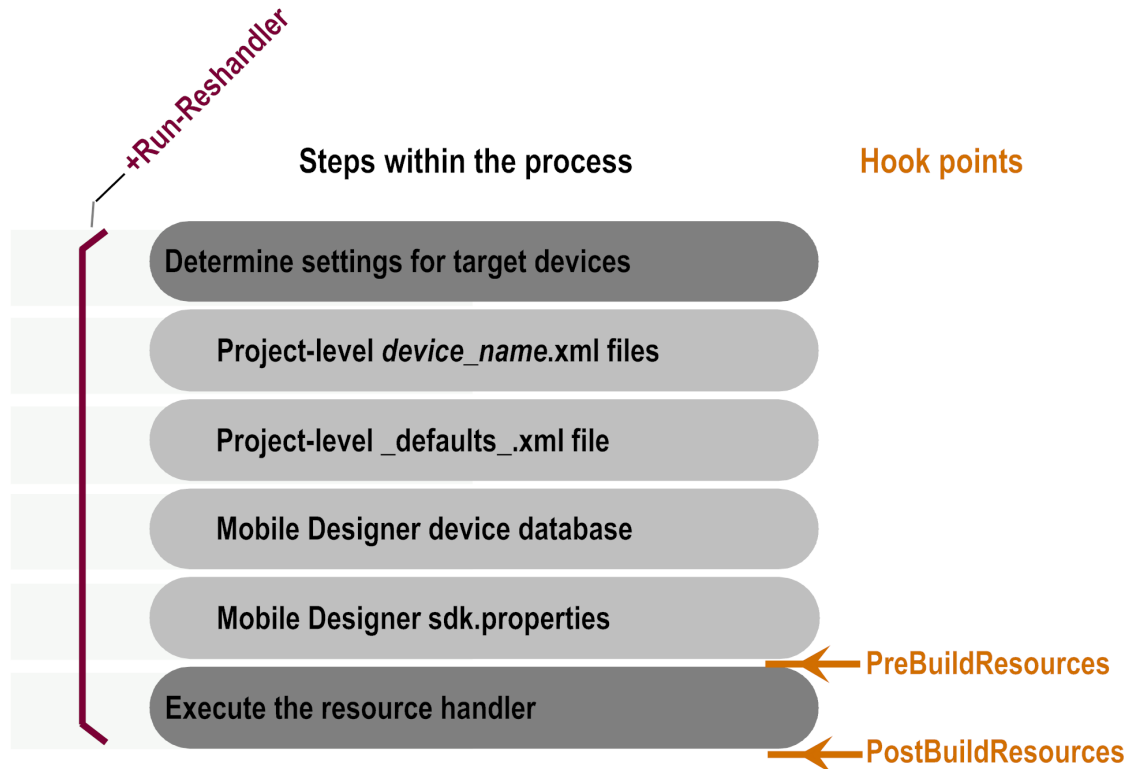 +Run-Reshandler
Steps within the process
Hook points
Determine settings for target devices
Project-level device_name.xml files
Project-level _defaults_.xml file
Mobile Designer device database
Mobile Designer sdk.properties
PreBuildResources
Execute the resource handler
PostBuildResources